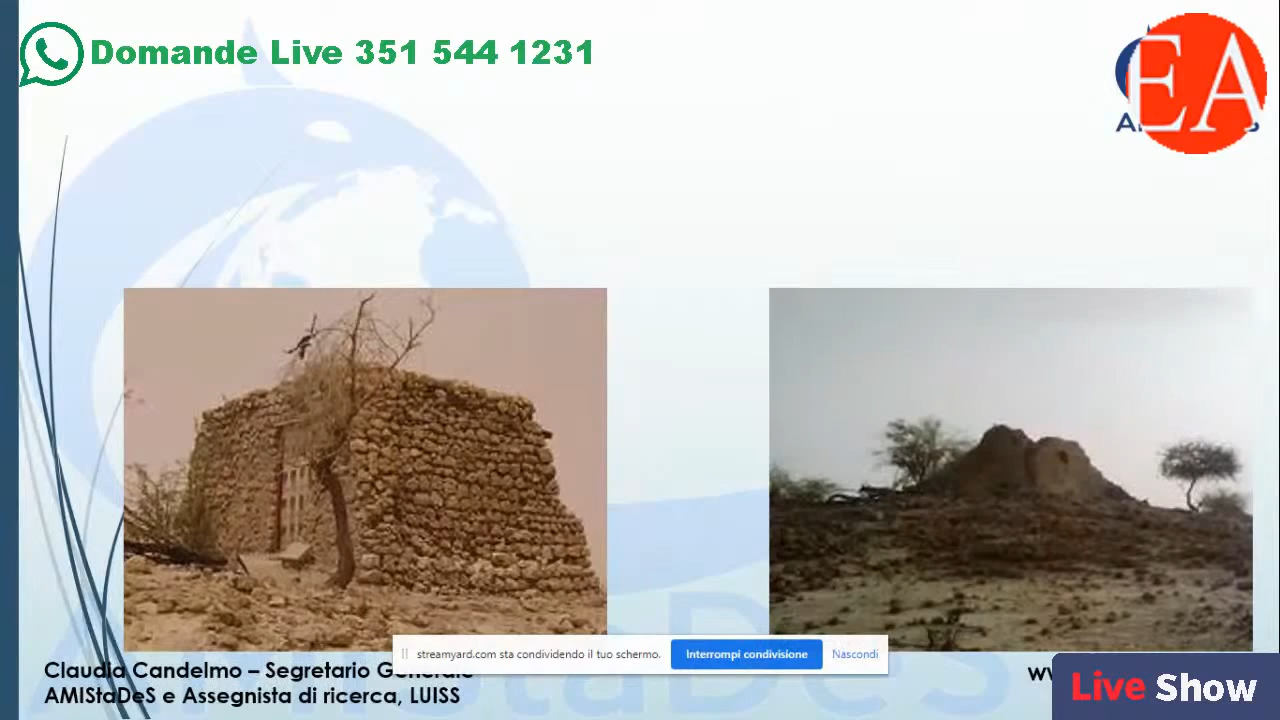 Domande Live 351 544 1231
EA
streamyard.com sta condividendo il tuo schermo.
Interrompi condivisione
Nascondi
Claudia Candelmo – Segretario Generale
AMIStaDeS e Assegnista di ricerca, LUISS
Live Show